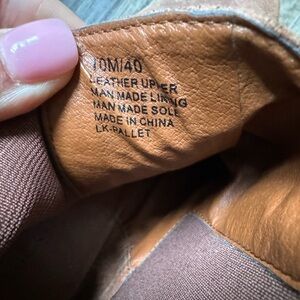 10M/40
LEATHER UPPER
MAN MADE LINING
MAN MADE SOLE
MADE IN CHINA
LK-PALLET